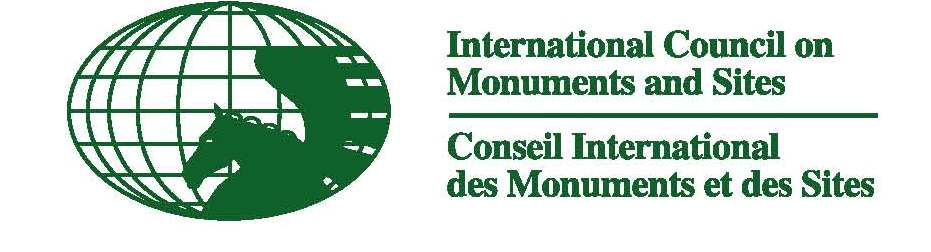 International Council on
Monuments and Sites
Conseil International
des Monuments et des Sites